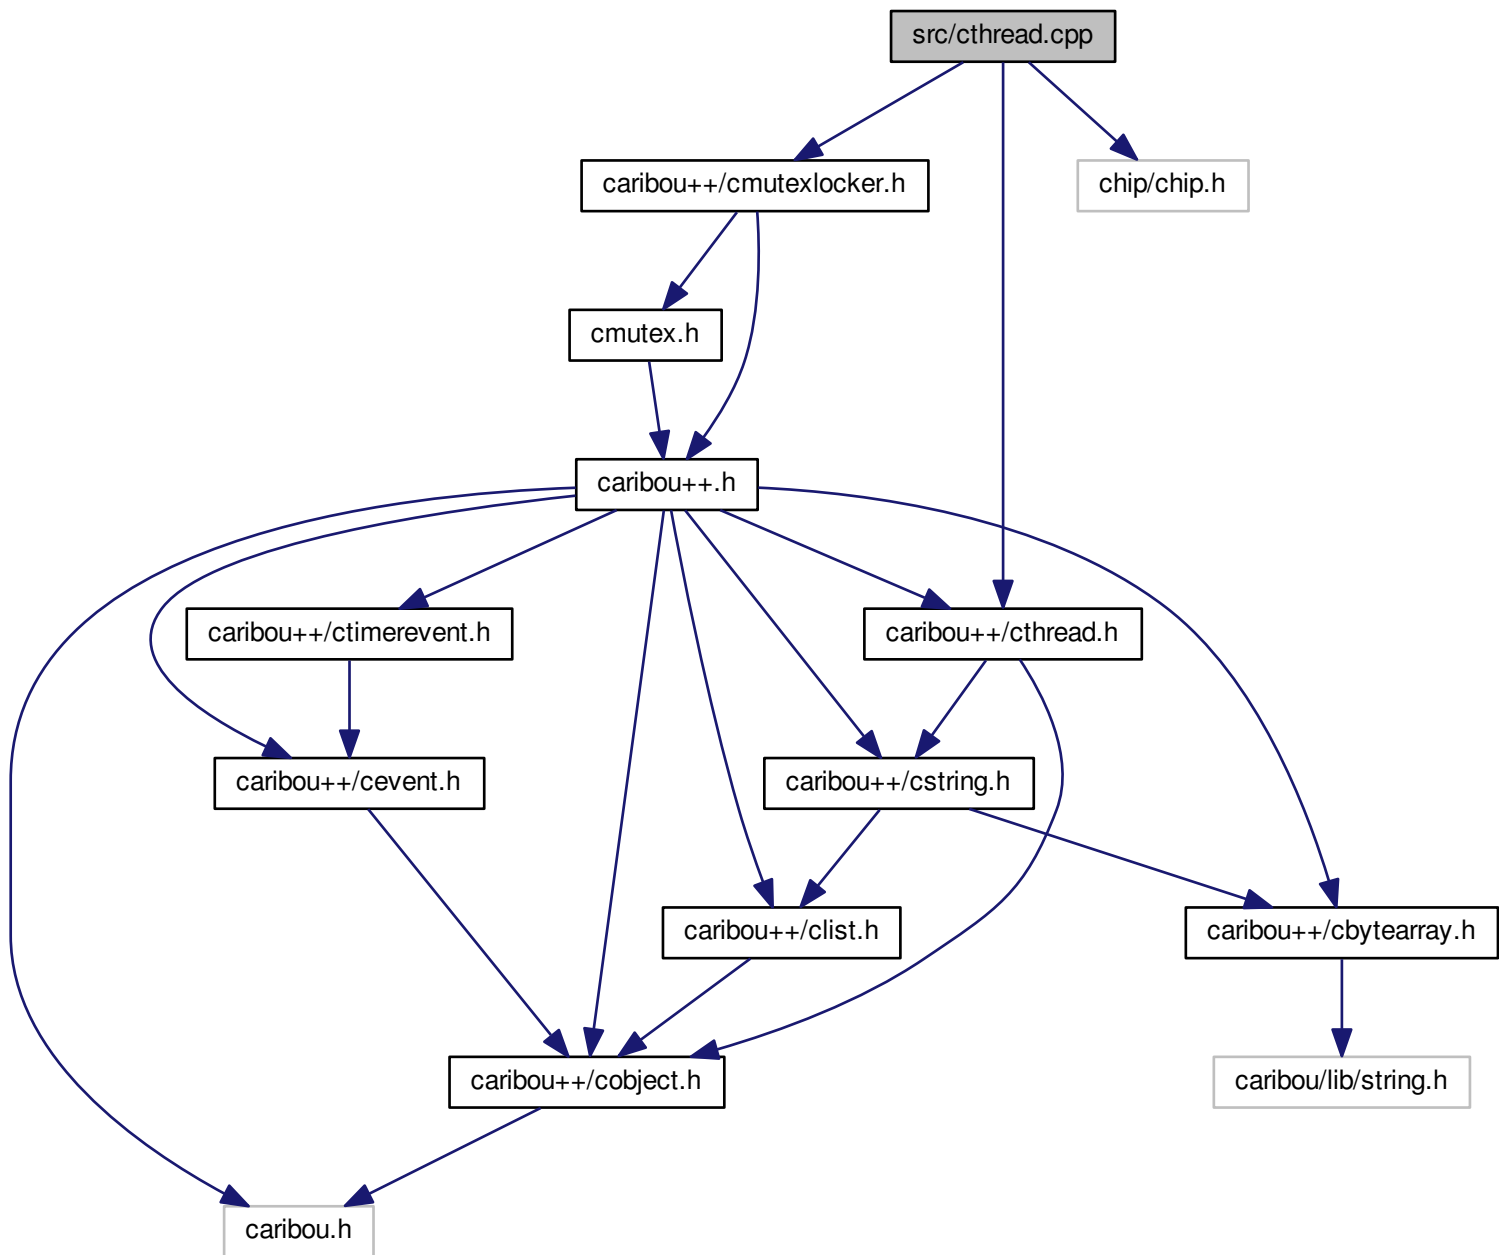 src/cthread.cpp
caribou++/cmutexlocker.h
chip/chip.h
cmutex.h
caribou++.h
caribou++/ctimerevent.h
caribou++/cthread.h
caribou++/cevent.h
caribou++/cstring.h
caribou++/clist.h
caribou++/cbytearray.h
caribou++/cobject.h
caribou/lib/string.h
caribou.h